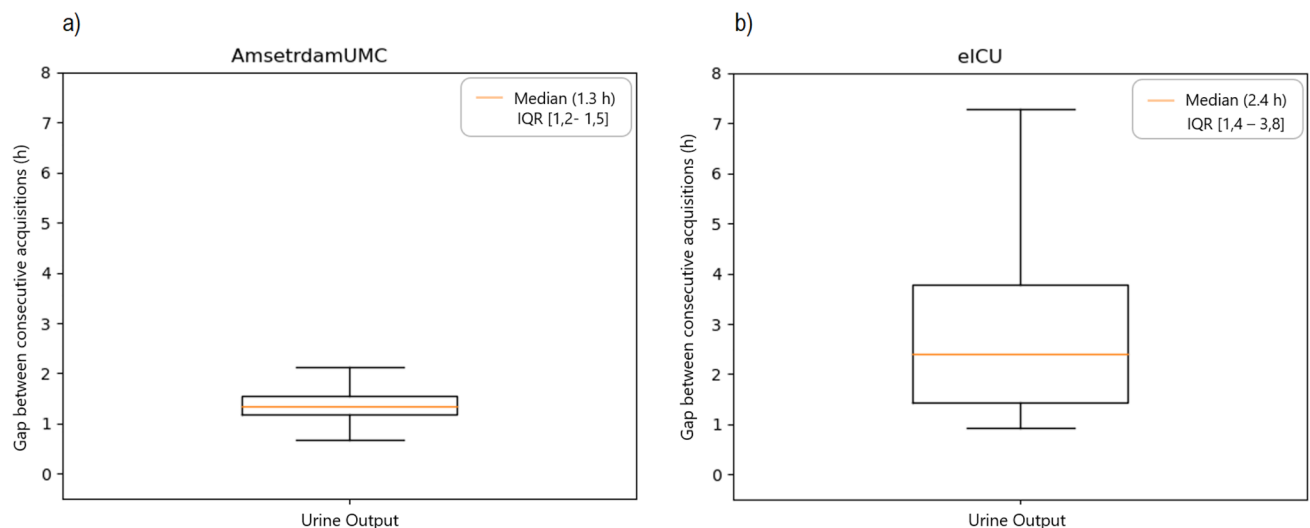 a)
AmsetrdamUMC
8
7
6
5
4
3
2
1
0
Gap between consecutive acquisitions (h)
Median (1.3 h)
IQR [1,2- 1,5]
Urine Output
b)
eICU
8
7
6
5
4
3
2
1
0
Gap between consecutive acquisitions (h)
Median (2.4 h)
IQR [1,4 – 3,8]
Urine Output